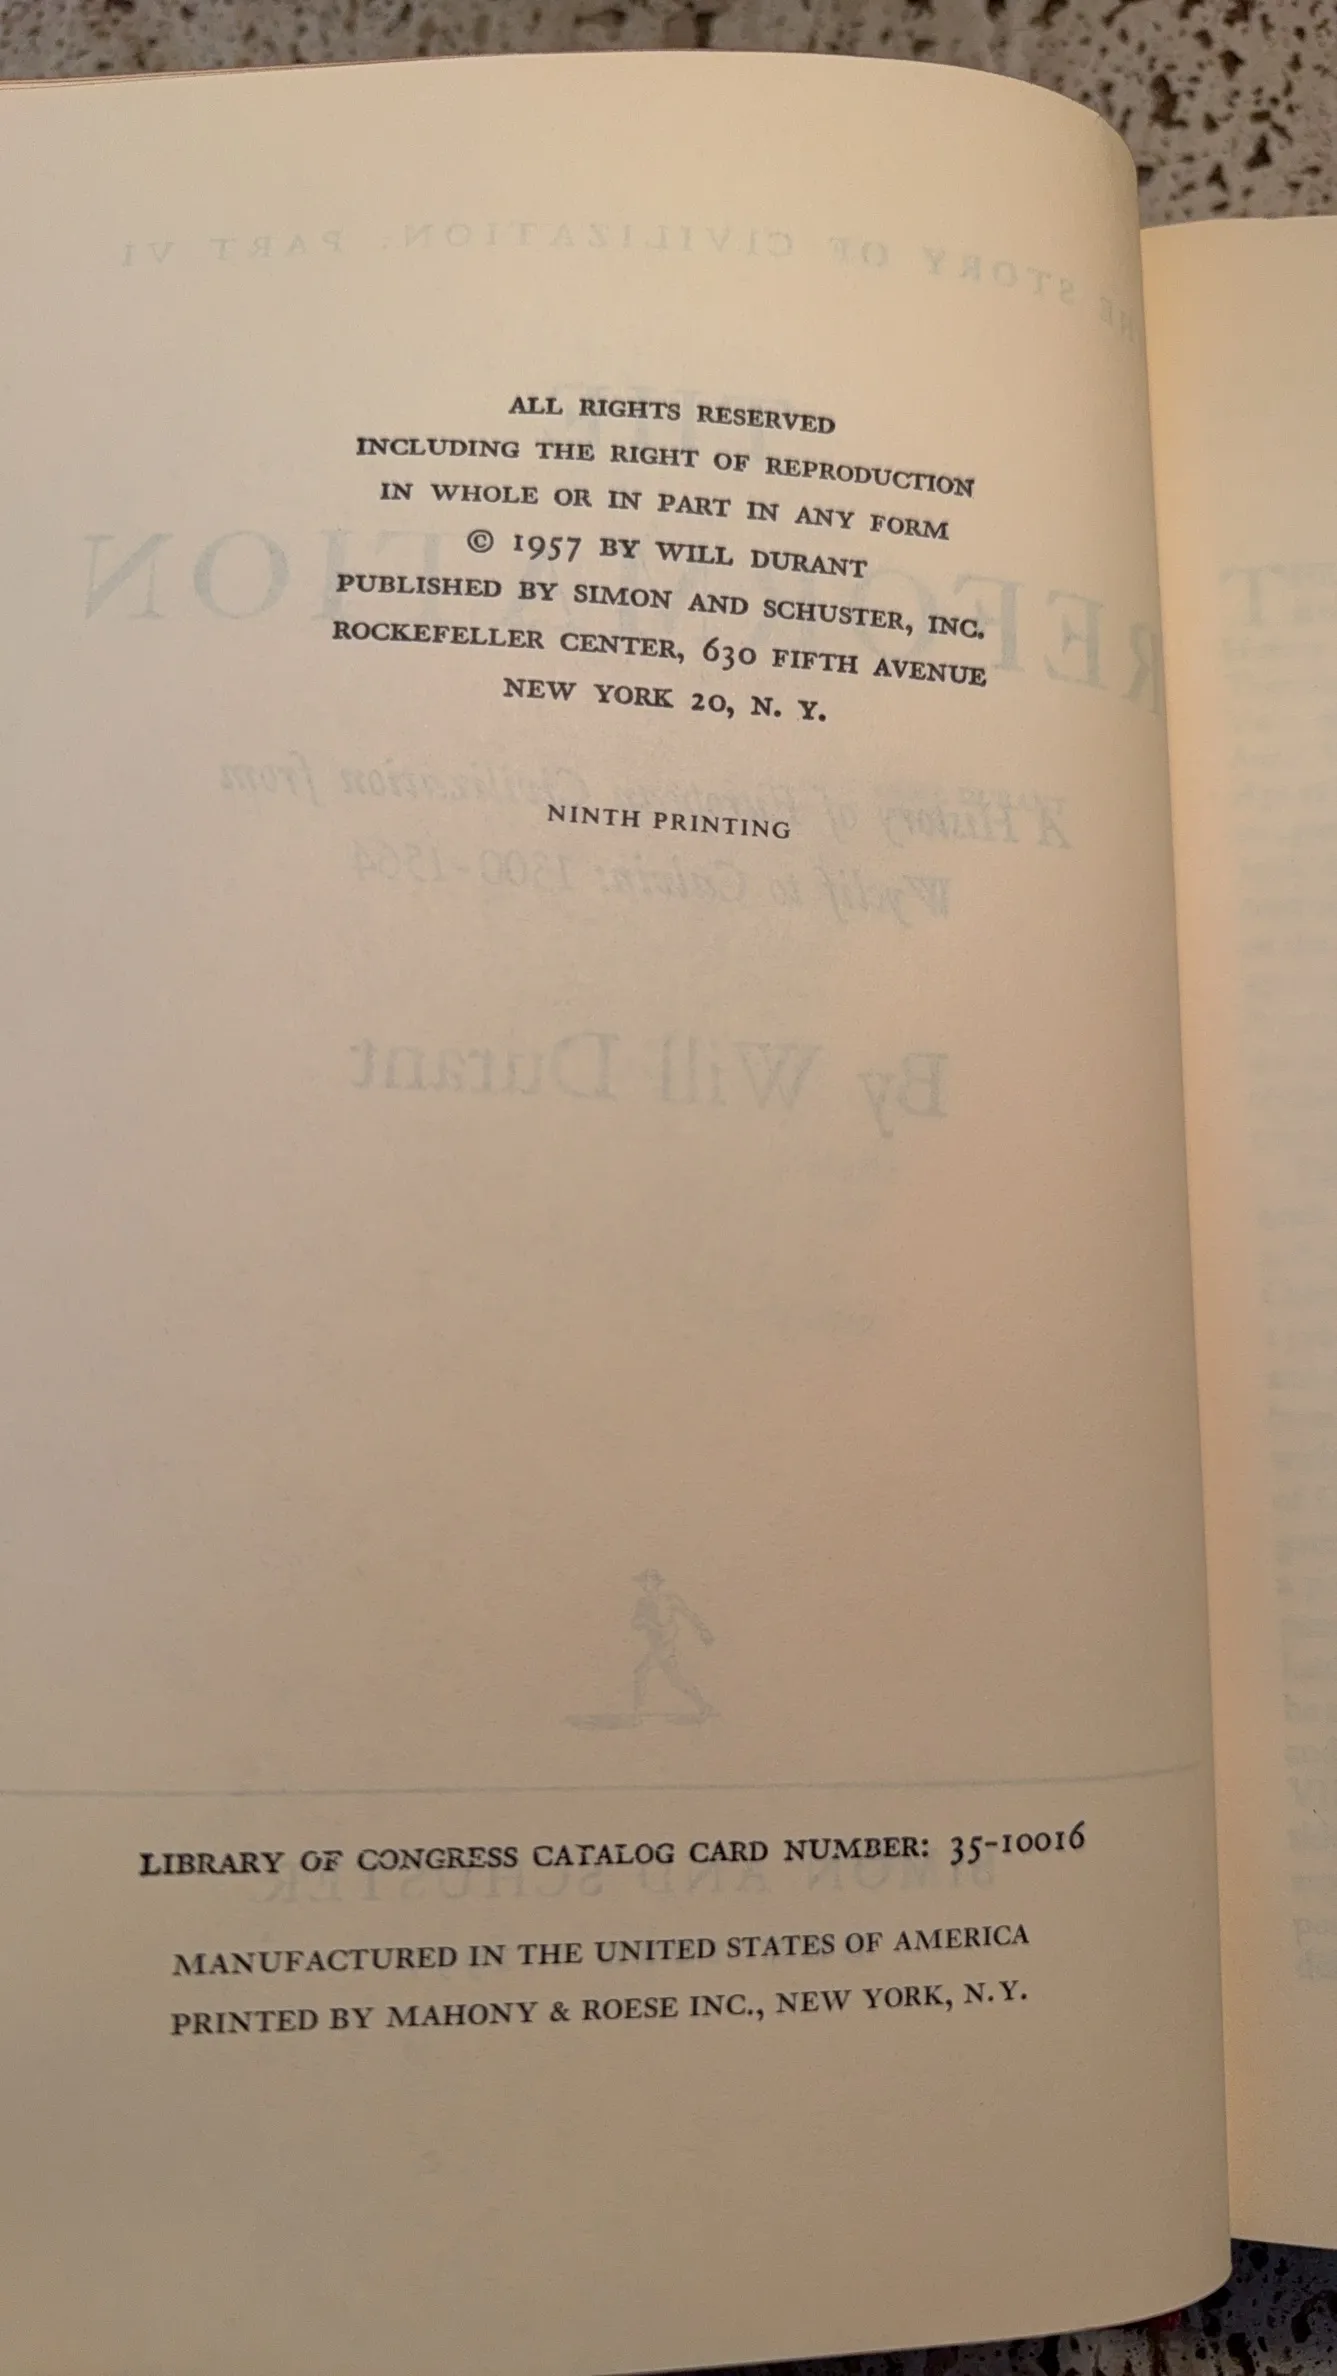 ALL RIGHTS RESERVED
INCLUDING THE RIGHT OF REPRODUCTION
IN WHOLE OR IN PART IN ANY FORM
© 1957 BY WILL DURANT
PUBLISHED BY SIMON AND SCHUSTER, INC.
ROCKEFELLER CENTER, 630 FIFTH AVENUE
NEW YORK 20, N. Y.
NINTH PRINTING
LIBRARY OF CONGRESS CATALOG CARD NUMBER: 35-10016
MANUFACTURED IN THE UNITED STATES OF AMERICA
PRINTED BY MAHONY & ROESE INC., NEW YORK, N.Y.